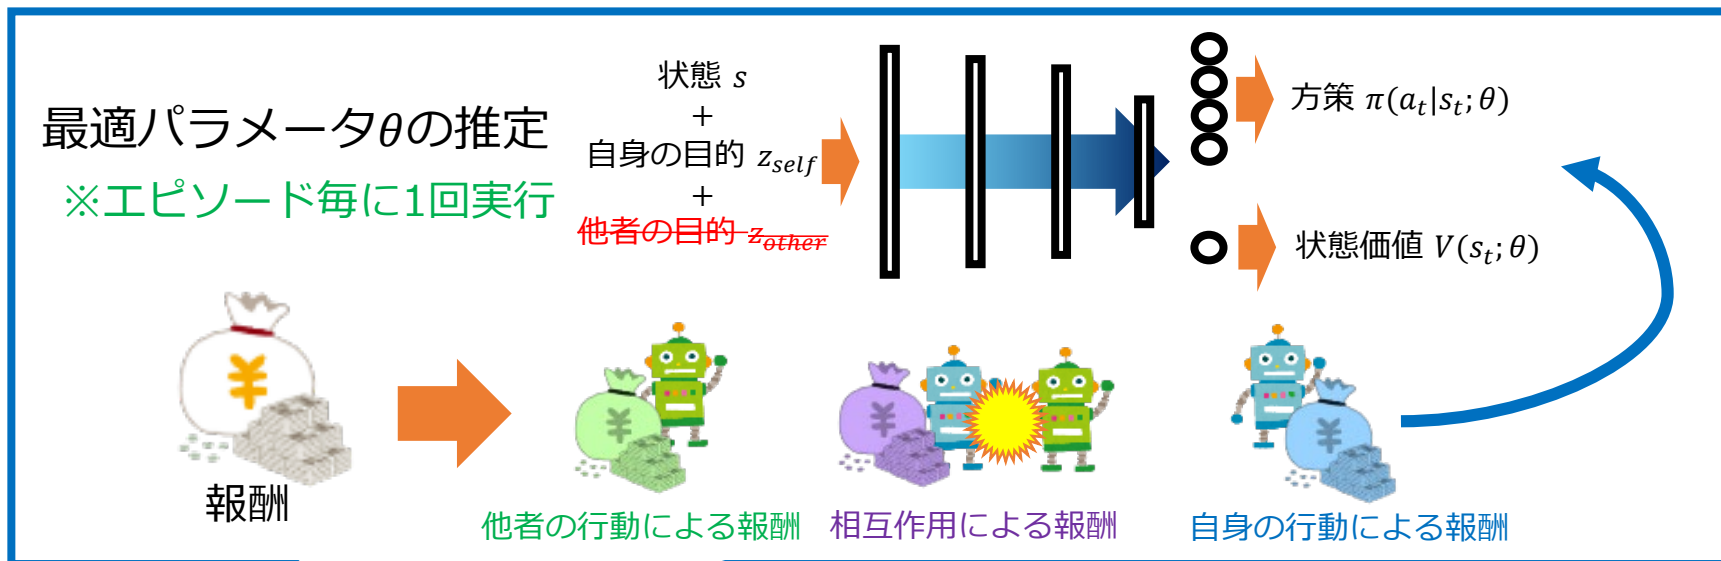 最適パラメータθの推定
※エピソード毎に1回実行
状態 s
+
自身の目的 z_self
+
他者の目的 z_other
方策 π(a_t|s_t; θ)
状態価値 V(s_t; θ)
¥
報酬
¥
他者の行動による報酬
¥
相互作用による報酬
¥
自身の行動による報酬